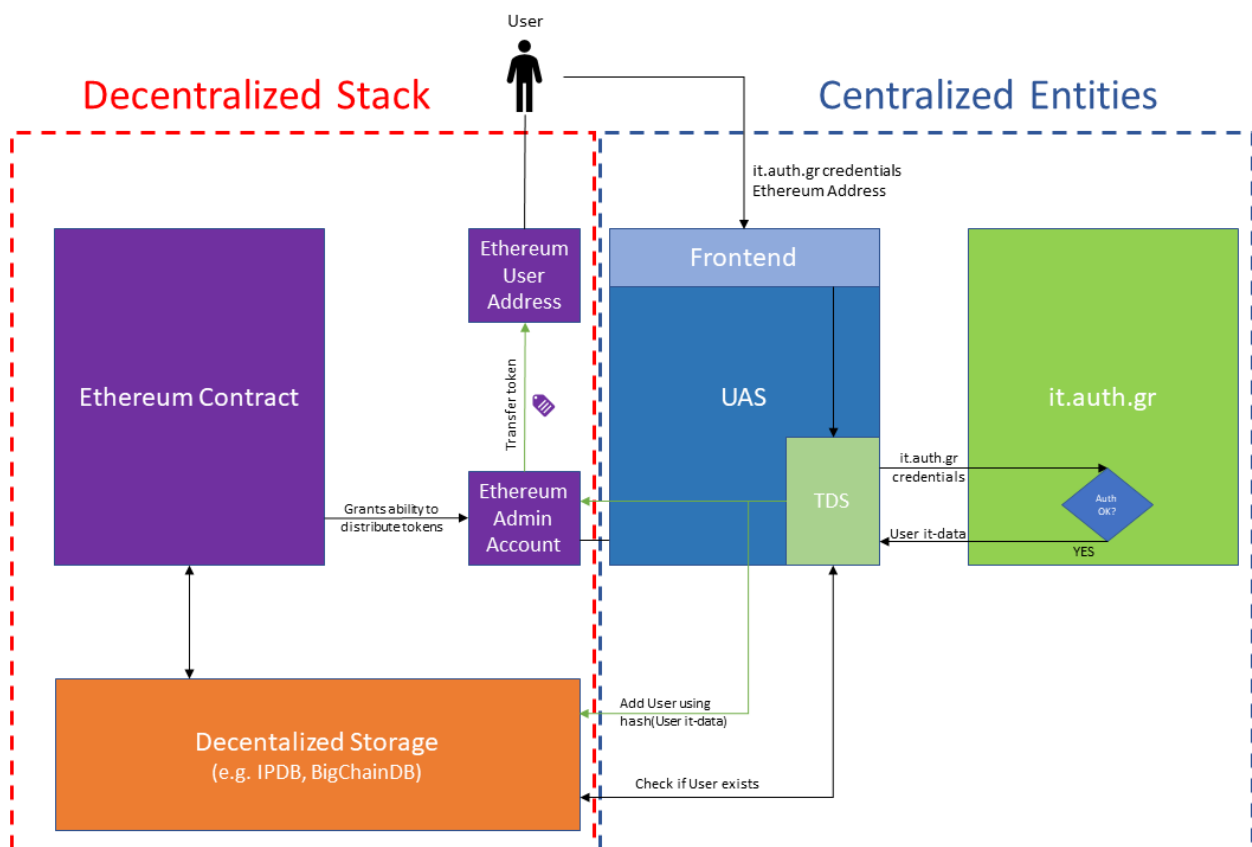 User
Decentralized Stack
Centralized Entities
it.auth.gr credentials
Ethereum Address
Ethereum
User
Address
Frontend
Ethereum Contract
Transfer token
UAS
it.auth.gr
it.auth.gr
credentials
Auth
OK?
Grants ability to
distribute tokens
Ethereum
Admin
Account
TDS
User it-data
YES
Add User using
hash(User it-data)
Decentalized Storage
(e.g. IPDB, BigChainDB)
Check if User exists